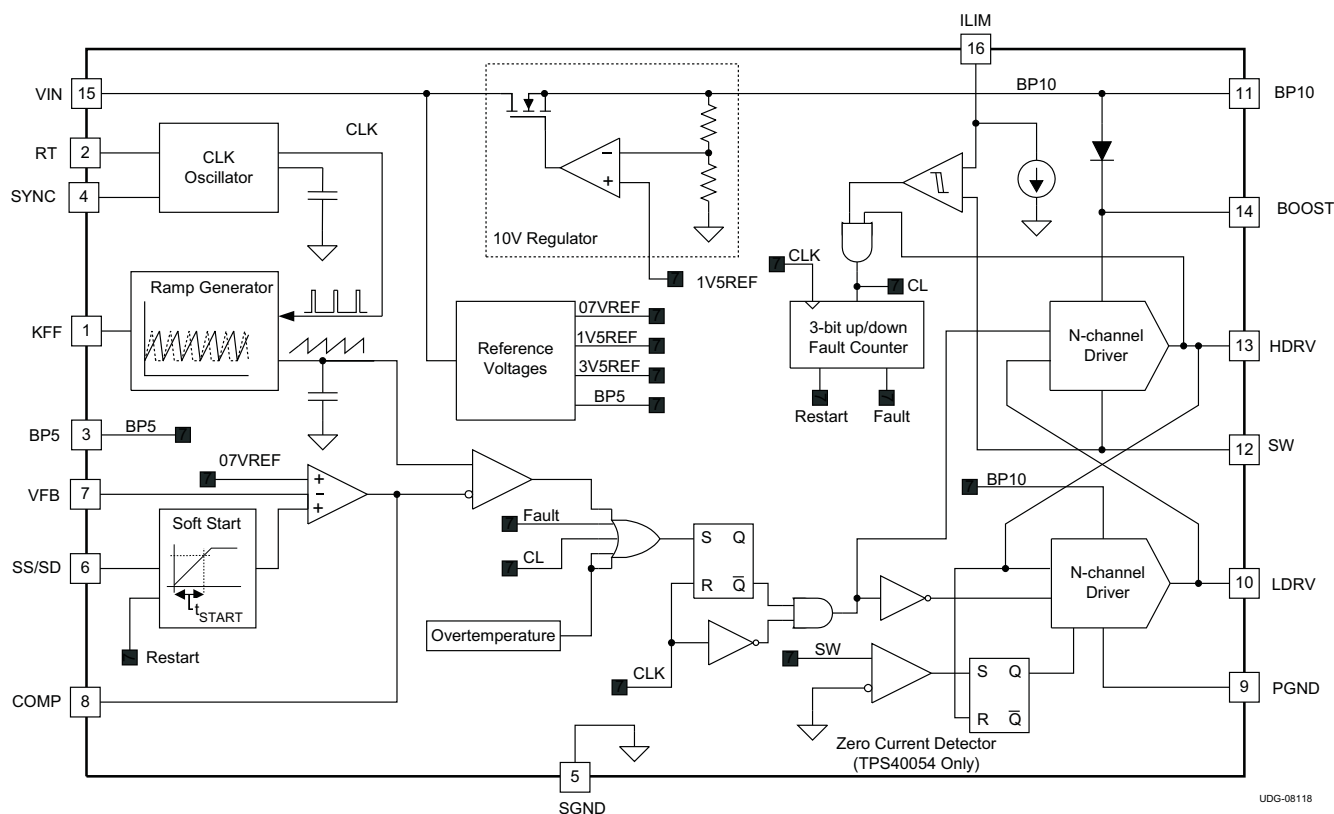 ILIM
16
VIN
15
BP10
11
BP10
CLK
RT
2
CLK
Oscillator
SYNC
4
14
BOOST
10V Regulator
1V5REF
CLK
CL
KFF
1
Ramp Generator
Reference
Voltages
07VREF
1V5REF
3V5REF
BP5
3-bit up/down
Fault Counter
Restart
Fault
N-channel
Driver
13
HDRV
BP5
3
BP5
12
SW
07VREF
+
−
+
−
+
VFB
7
BP10
Soft Start
tSTART
SS/SD
6
Restart
Fault
CL
S Q
R Q̅
Overtemperature
CLK
N-channel
Driver
10
LDRV
SW
S Q
R Q̅
COMP
8
9
PGND
Zero Current Detector
(TPS40054 Only)
5
SGND
UDG-08118